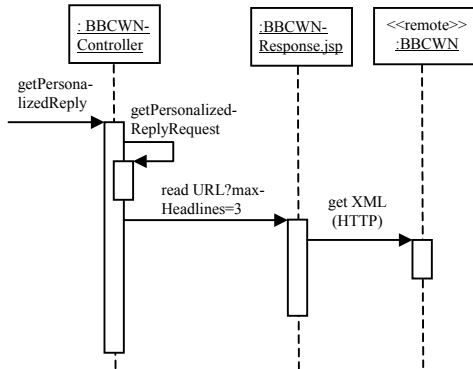 : BBCWN-
Controller
:BBCWN-
Response.jsp
<<remote>>
:BBCWN
getPersona-
lizedReply
getPersonalized-
ReplyRequest
read URL?max-
Headlines=3
get XML
(HTTP)